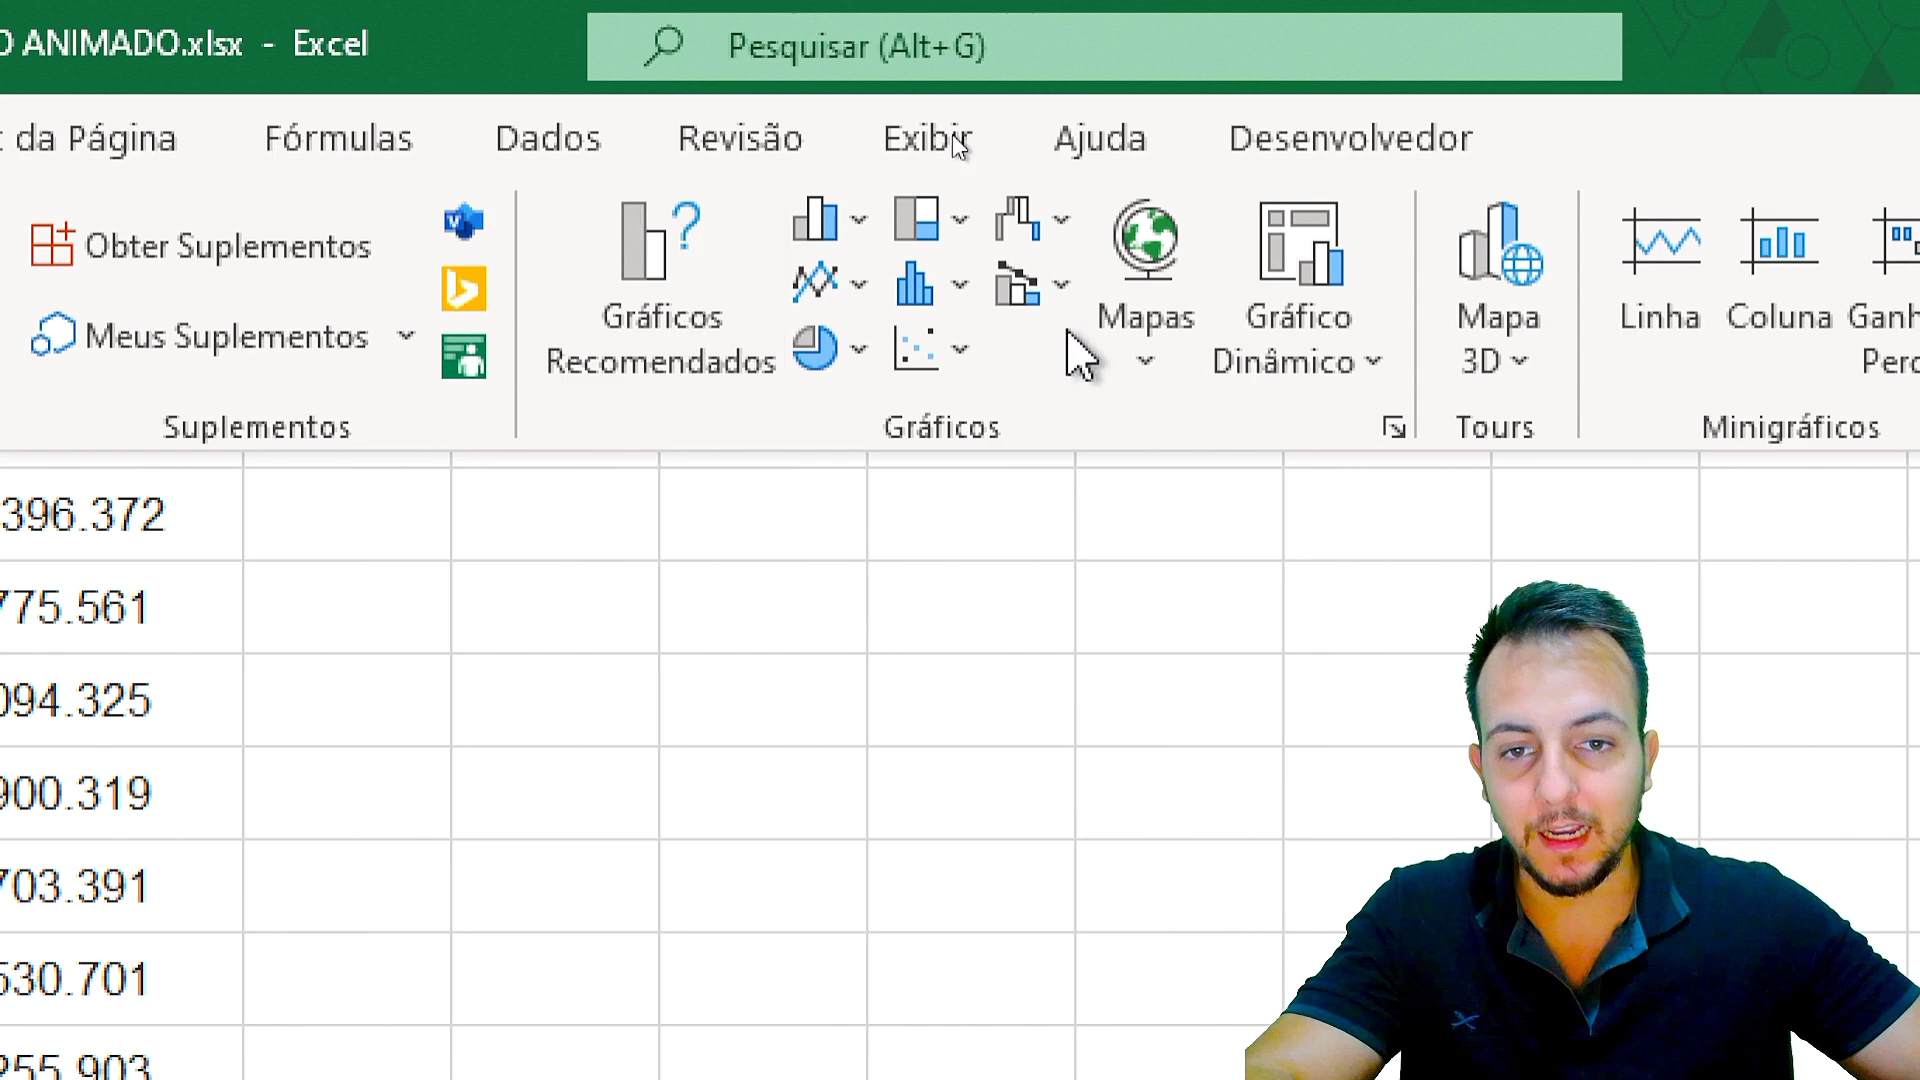 O ANIMADO.xlsx - Excel
Pesquisar (Alt+G)
da Página
Fórmulas
Dados
Revisão
Exibir
Ajuda
Desenvolvedor
Obter Suplementos
Meus Suplementos
Suplementos
Gráficos
Recomendados
Mapas
Gráfico
Dinâmico
Gráficos
Mapa
3D
Tours
Linha
Coluna
Ganh
Perd
Minigráficos
396.372
775.561
094.325
900.319
703.391
530.701
255.903